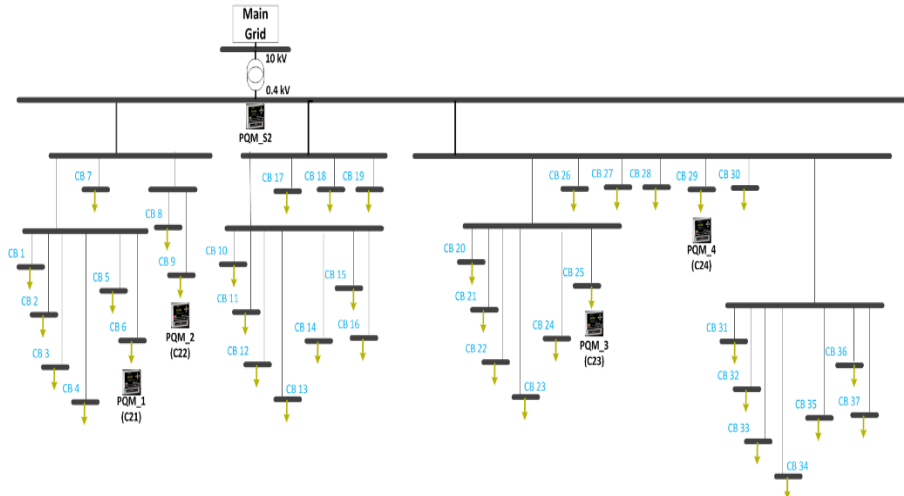 Main
Grid
10 kV
0.4 kV
PQM_S2
CB 7
CB 8
CB 9
PQM_2
(C22)
CB 1
CB 2
CB 3
CB 4
CB 5
CB 6
PQM_1
(C21)
CB 17
CB 18
CB 19
CB 10
CB 11
CB 12
CB 13
CB 14
CB 15
CB 16
CB 26
CB 27
CB 28
CB 29
CB 30
PQM_4
(C24)
CB 20
CB 21
CB 22
CB 23
CB 24
CB 25
PQM_3
(C23)
CB 31
CB 32
CB 33
CB 34
CB 35
CB 36
CB 37